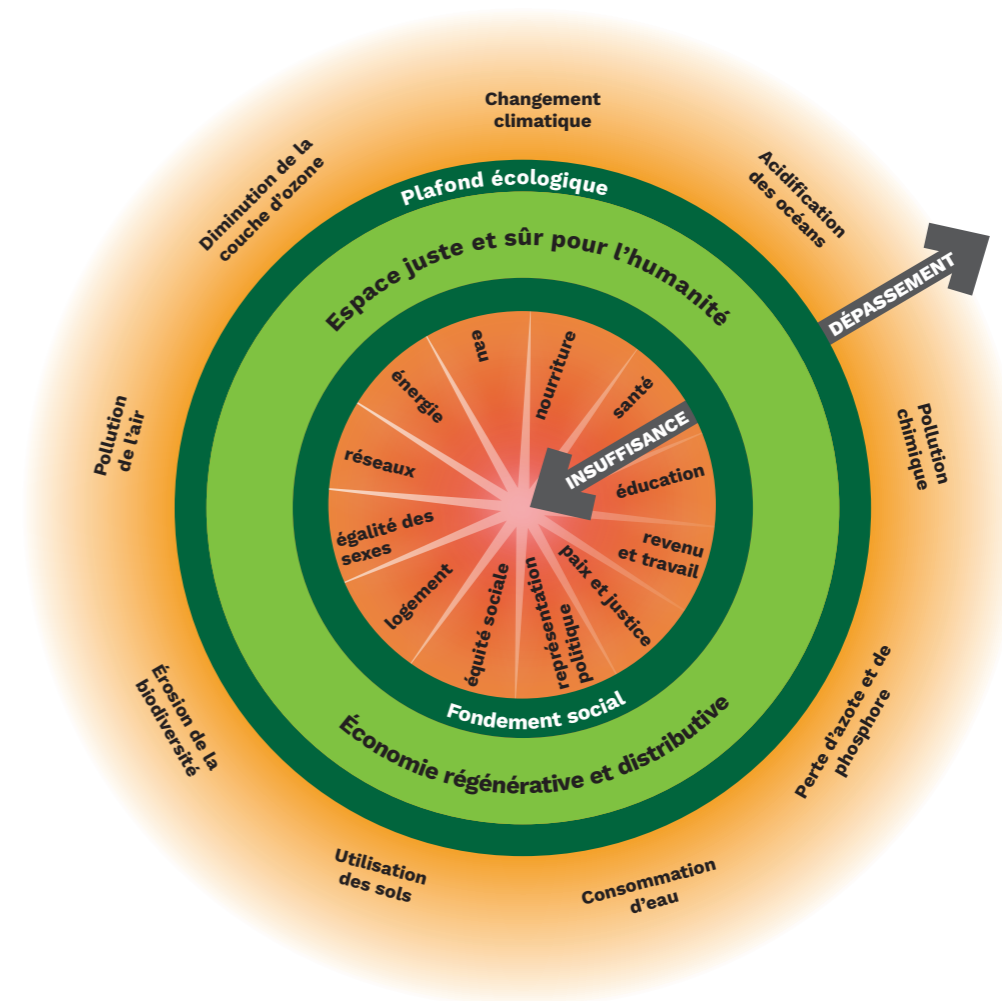 Changement
climatique
Acidification
des océans
DÉPASSEMENT
Pollution
chimique
Perte d’azote et de
phosphore
Consommation
d’eau
Utilisation
des sols
Érosion de la
biodiversité
Pollution
de l’air
Diminution de la
couche d’ozone
Plafond écologique
Espace juste et sûr pour l’humanité
eau
nourriture
santé
INSUFFISANCE
éducation
revenu
et travail
paix et justice
représentation
politique
équité sociale
logement
égalité des
sexes
réseaux
énergie
Fondement social
Économie régénérative et distributive